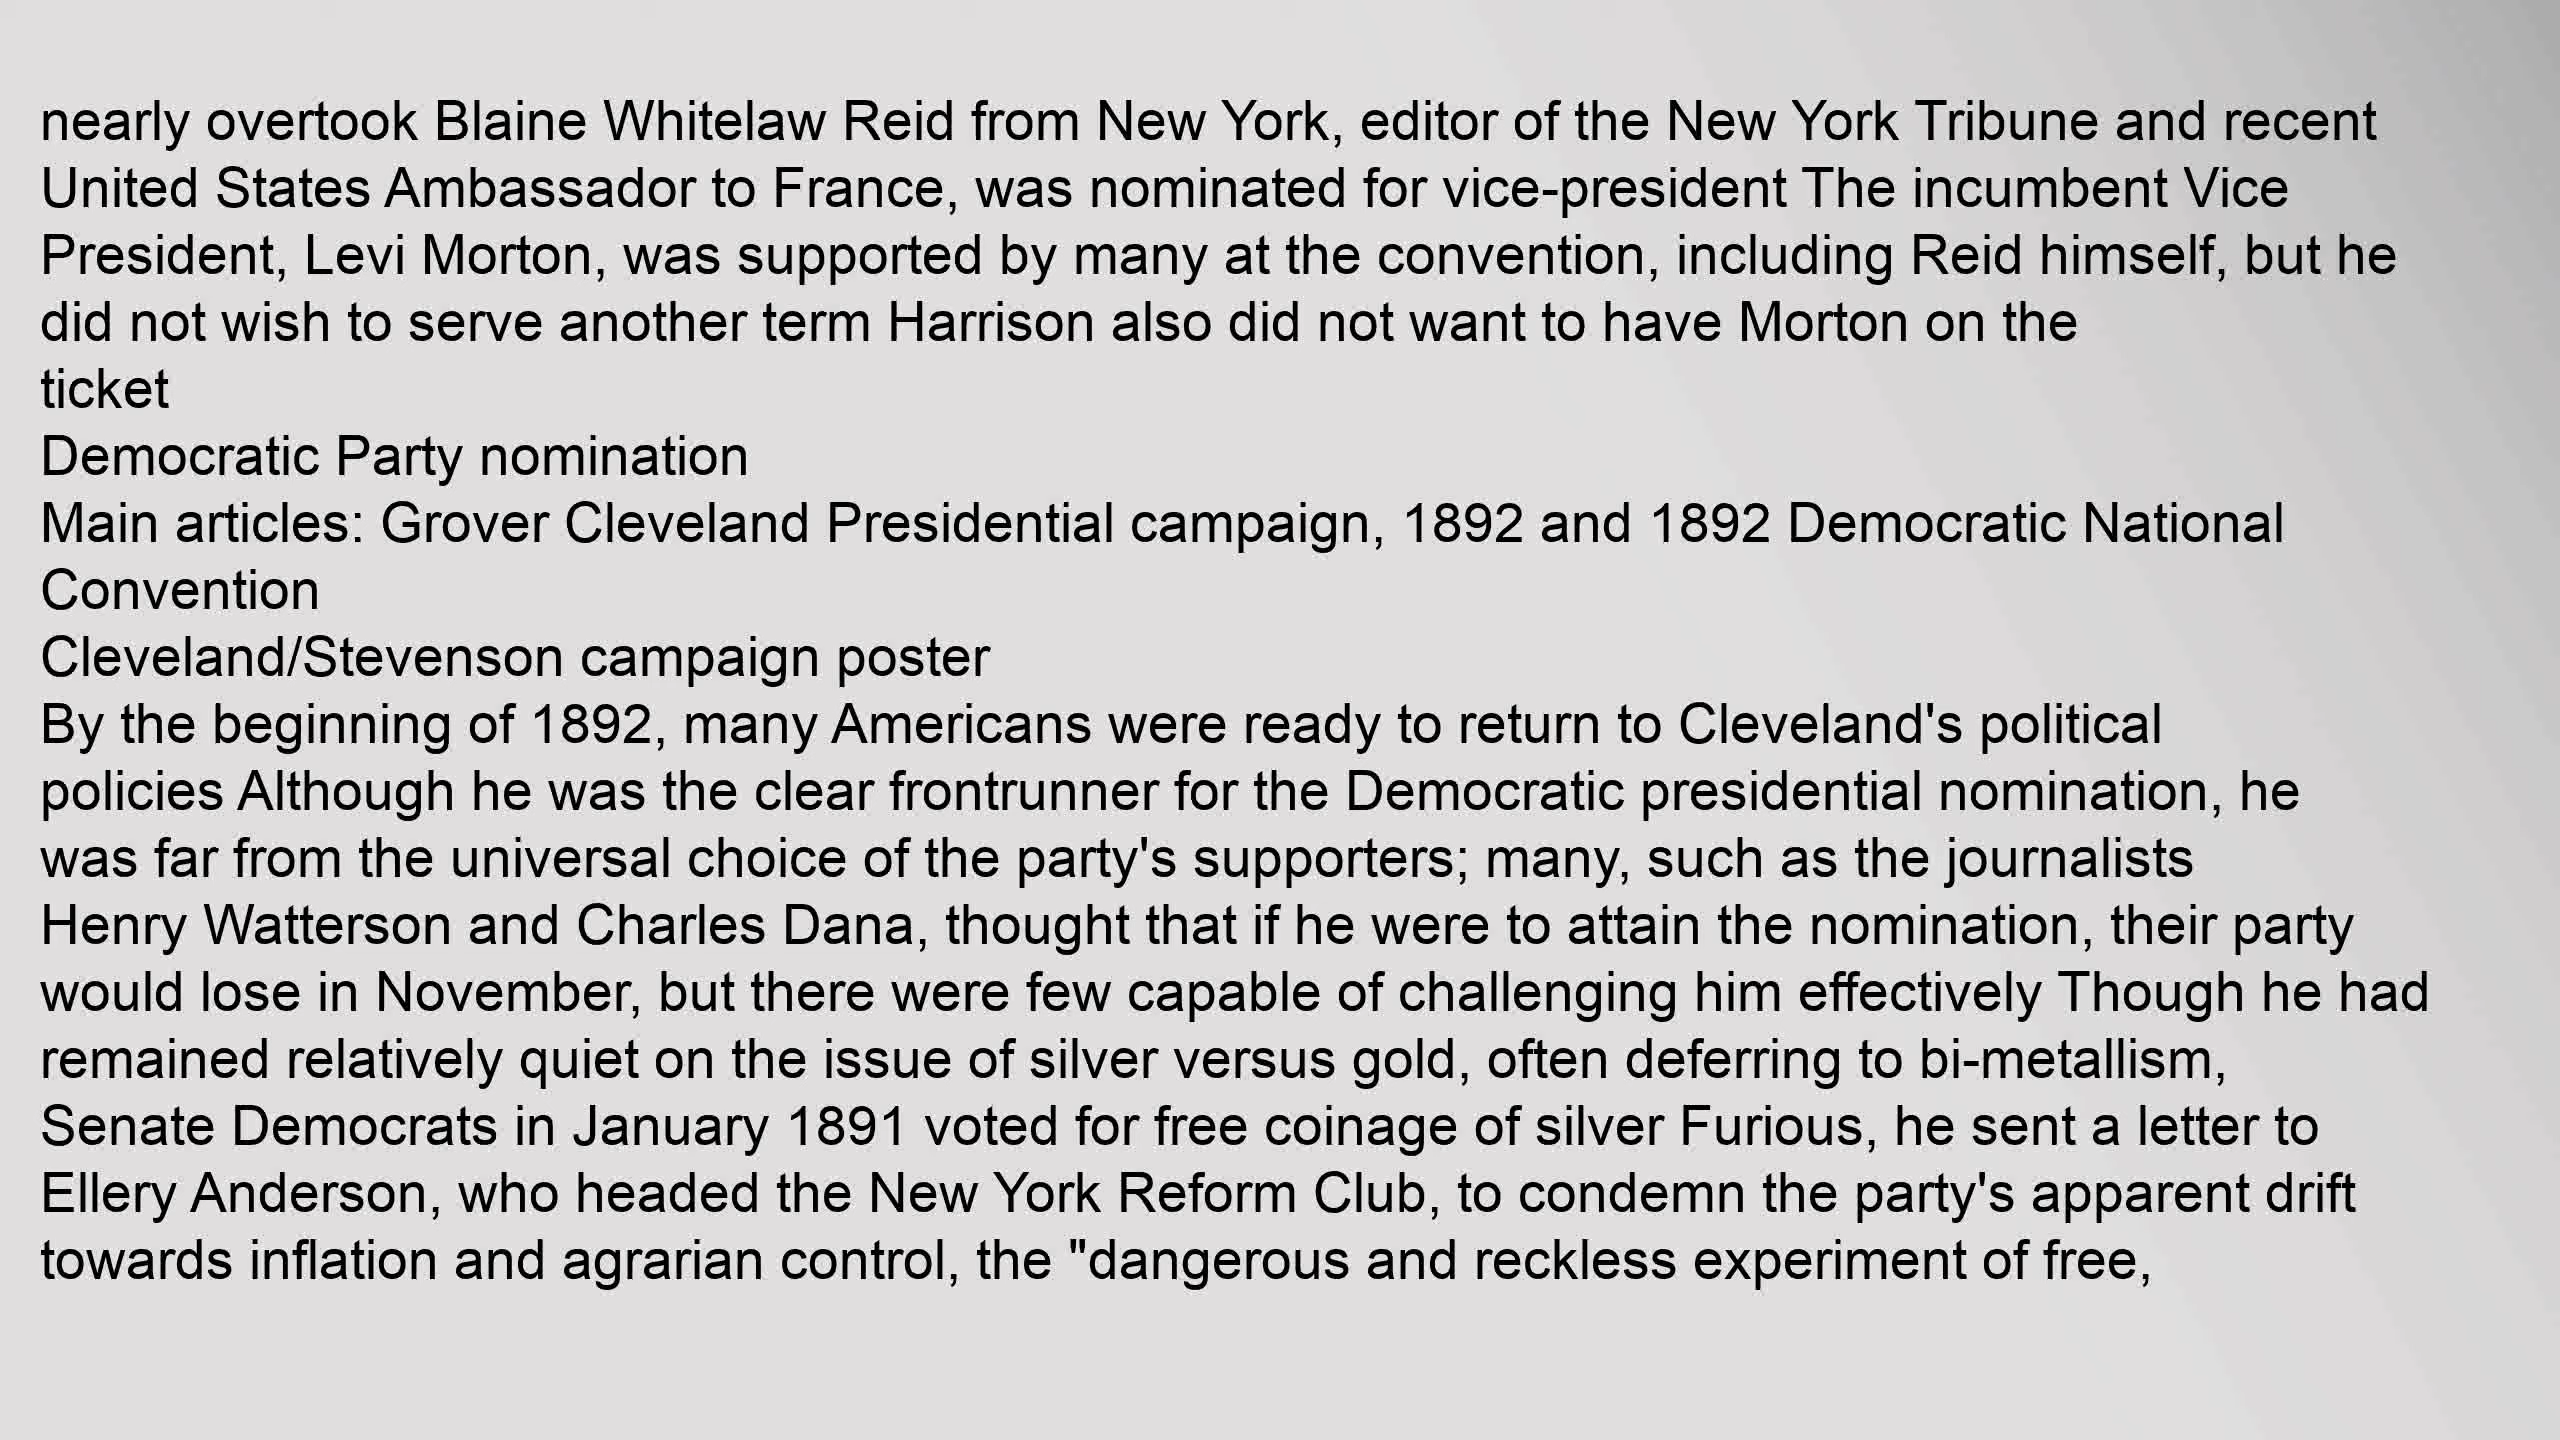 nearly overtook Blaine Whitelaw Reid from New York, editor of the New York Tribune and recent
United States Ambassador to France, was nominated for vice-president The incumbent Vice
President, Levi Morton, was supported by many at the convention, including Reid himself, but he
did not wish to serve another term Harrison also did not want to have Morton on the
ticket
Democratic Party nomination
Main articles: Grover Cleveland Presidential campaign, 1892 and 1892 Democratic National
Convention
Cleveland/Stevenson campaign poster
By the beginning of 1892, many Americans were ready to return to Cleveland's political
policies Although he was the clear frontrunner for the Democratic presidential nomination, he
was far from the universal choice of the party's supporters; many, such as the journalists
Henry Watterson and Charles Dana, thought that if he were to attain the nomination, their party
would lose in November, but there were few capable of challenging him effectively Though he had
remained relatively quiet on the issue of silver versus gold, often deferring to bi-metallism,
Senate Democrats in January 1891 voted for free coinage of silver Furious, he sent a letter to
Ellery Anderson, who headed the New York Reform Club, to condemn the party's apparent drift
towards inflation and agrarian control, the "dangerous and reckless experiment of free,